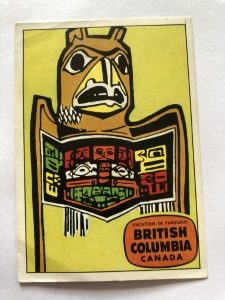 VACATION IN FABULOUS
BRITISH
COLUMBIA
CANADA